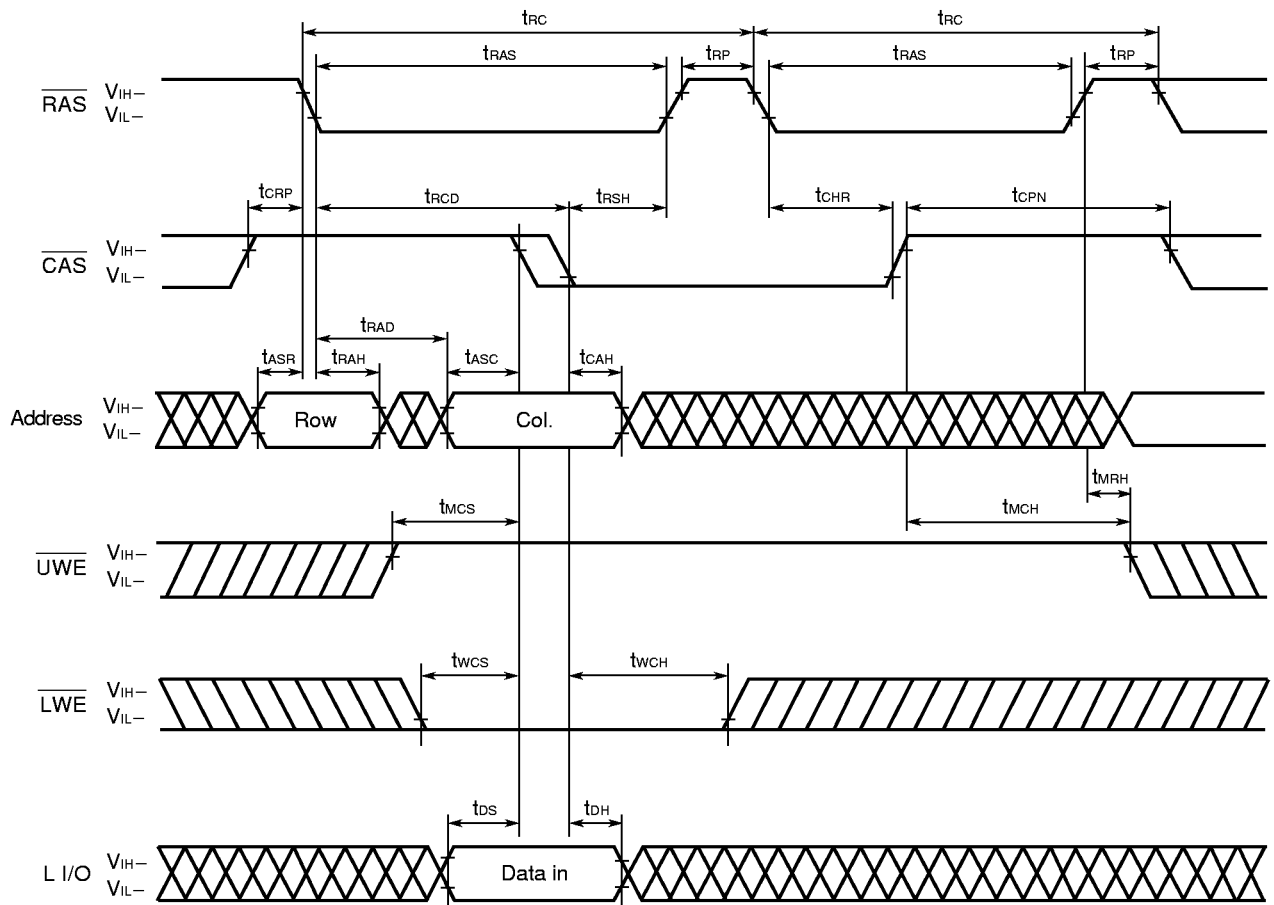 tRC tRC
tRAS tRP tRAS tRP
RAS VIH–
VIL–
tCRP tRCD tRSH tCHR tCPN
CAS VIH–
VIL–
tRAD
tASR tRAH tASC tCAH
Address VIH–
VIL–
Row Col.
tMRH
tMCS tMCH
UWE VIH–
VIL–
tWCS tWCH
LWE VIH–
VIL–
tDS tDH
L I/O VIH–
VIL–
Data in